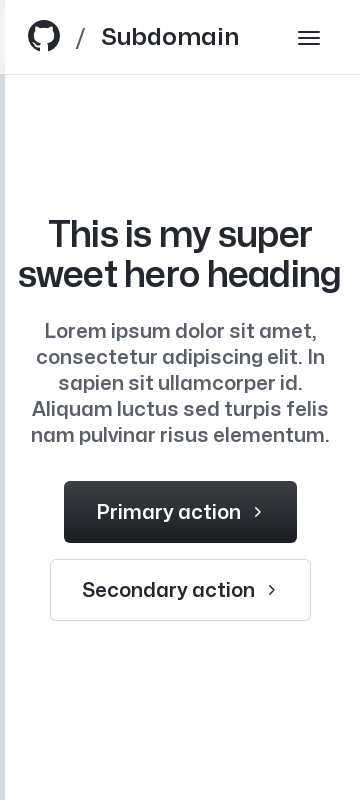 / Subdomain
This is my super
sweet hero heading
Lorem ipsum dolor sit amet,
consectetur adipiscing elit. In
sapien sit ullamcorper id.
Aliquam luctus sed turpis felis
nam pulvinar risus elementum.
Primary action
Secondary action